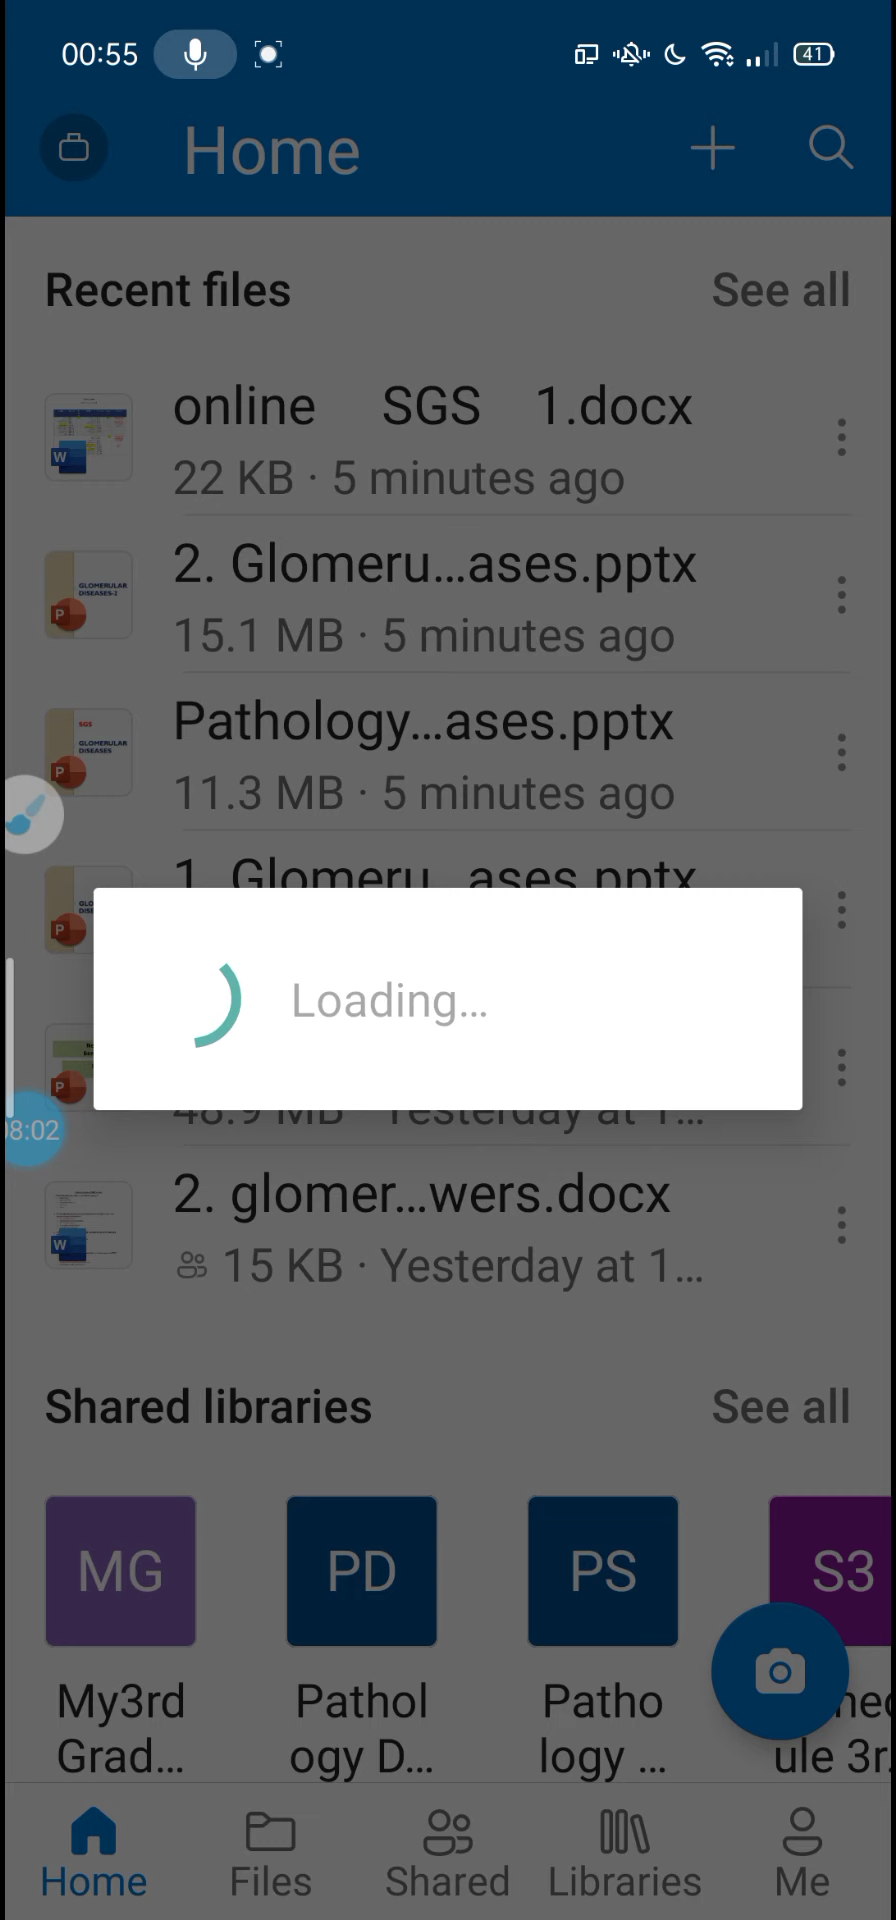 00:55
41
Home
Recent files
See all
online SGS 1.docx
22 KB · 5 minutes ago
2. Glomeru...ases.pptx
15.1 MB · 5 minutes ago
GLOMERULAR
DISEASES-2
Pathology...ases.pptx
11.3 MB · 5 minutes ago
SGS
GLOMERULAR
DISEASES
1. Glomeru...ases.pptx
Loading...
48.9 MB · Yesterday at 1...
8:02
2. glomer...wers.docx
15 KB · Yesterday at 1...
Shared libraries
See all
MG
PD
PS
S3
My3rd
Grad...
Pathol
ogy D...
Patho
logy ...
ule 3r.
Home
Files
Shared
Libraries
Me